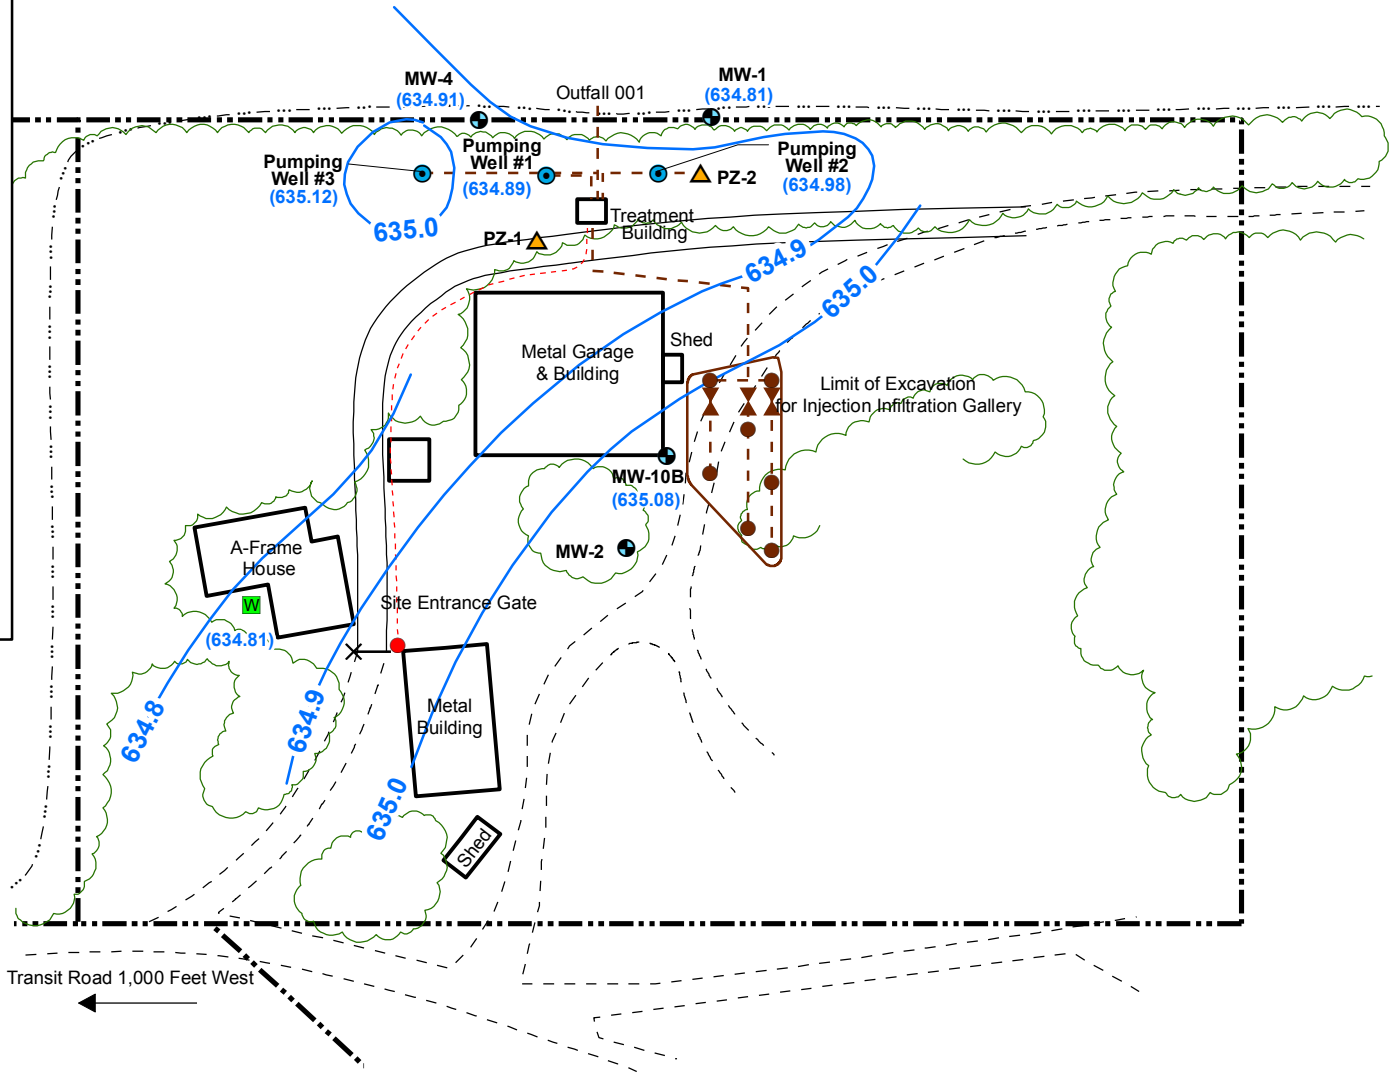 MW-4
(634.91)
Outfall 001
MW-1
(634.81)
Pumping
Well #3
(635.12)
Pumping
Well #1
(634.89)
Pumping
Well #2
(634.98)
PZ-2
635.0
PZ-1
Treatment
Building
634.9
635.0
Metal Garage
& Building
Shed
Limit of Excavation
for Injection Infiltration Gallery
MW-10B
(635.08)
MW-2
A-Frame
House
W
(634.81)
Site Entrance Gate
634.8
634.9
Metal
Building
635.0
Shed
Transit Road 1,000 Feet West